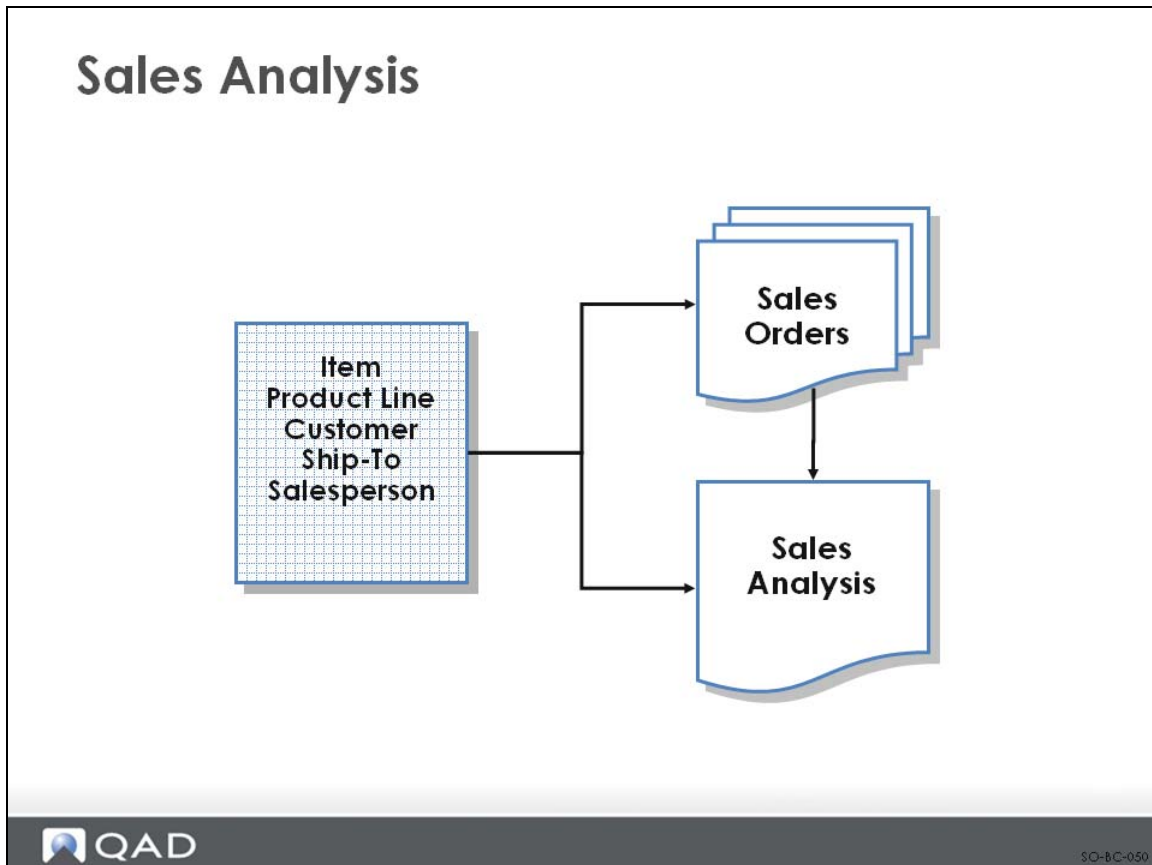 Sales Analysis
Item
Product Line
Customer
Ship-To
Salesperson
Sales
Orders
Sales
Analysis
QAD
SO-BC-050